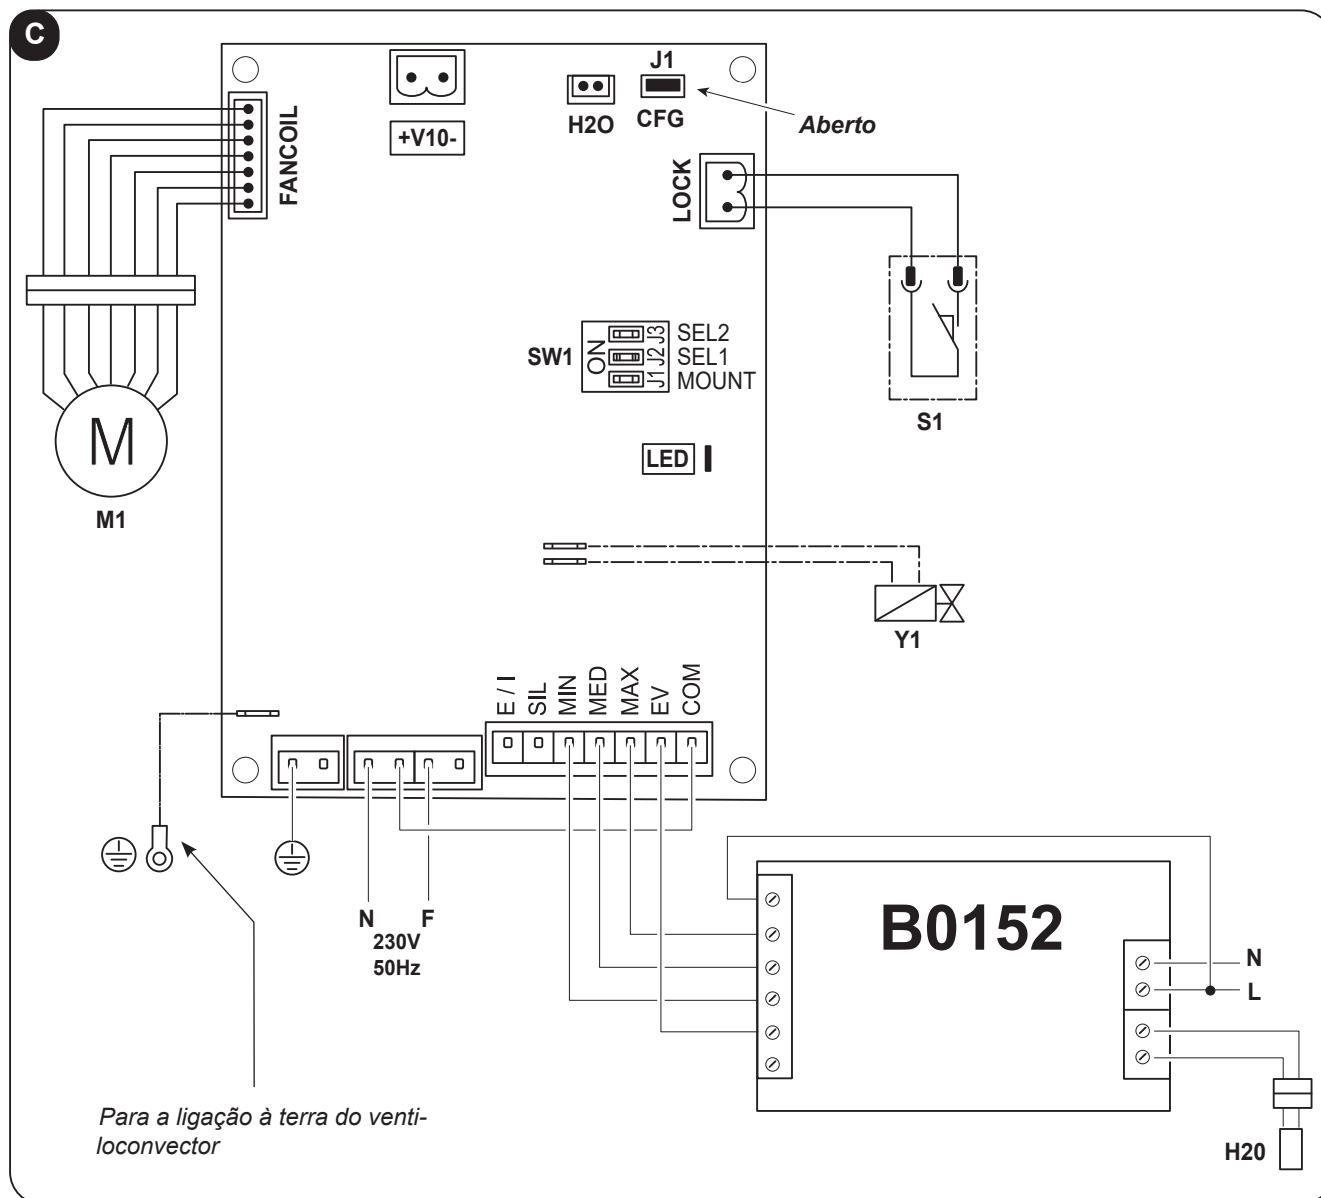 C
J1
H2O
CFG
Aberto
+V10-
FANCOIL
LOCK
SW1
ON
J3
SEL2
J2
SEL1
J1
MOUNT
S1
LED
M
M1
Y1
E / I
SIL
MIN
MED
MAX
EV
COM
N
F
230V
50Hz
B0152
N
L
Para a ligação à terra do venti-
loconvector
H20